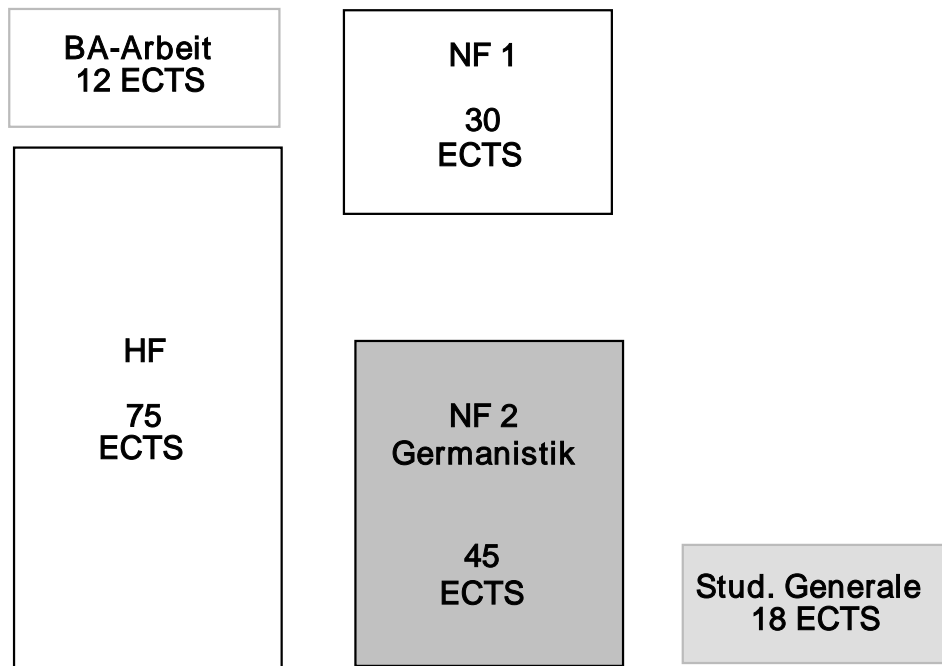 BA-Arbeit
12 ECTS
NF 1
30
ECTS
HF
75
ECTS
NF 2
Germanistik
45
ECTS
Stud. Generale
18 ECTS